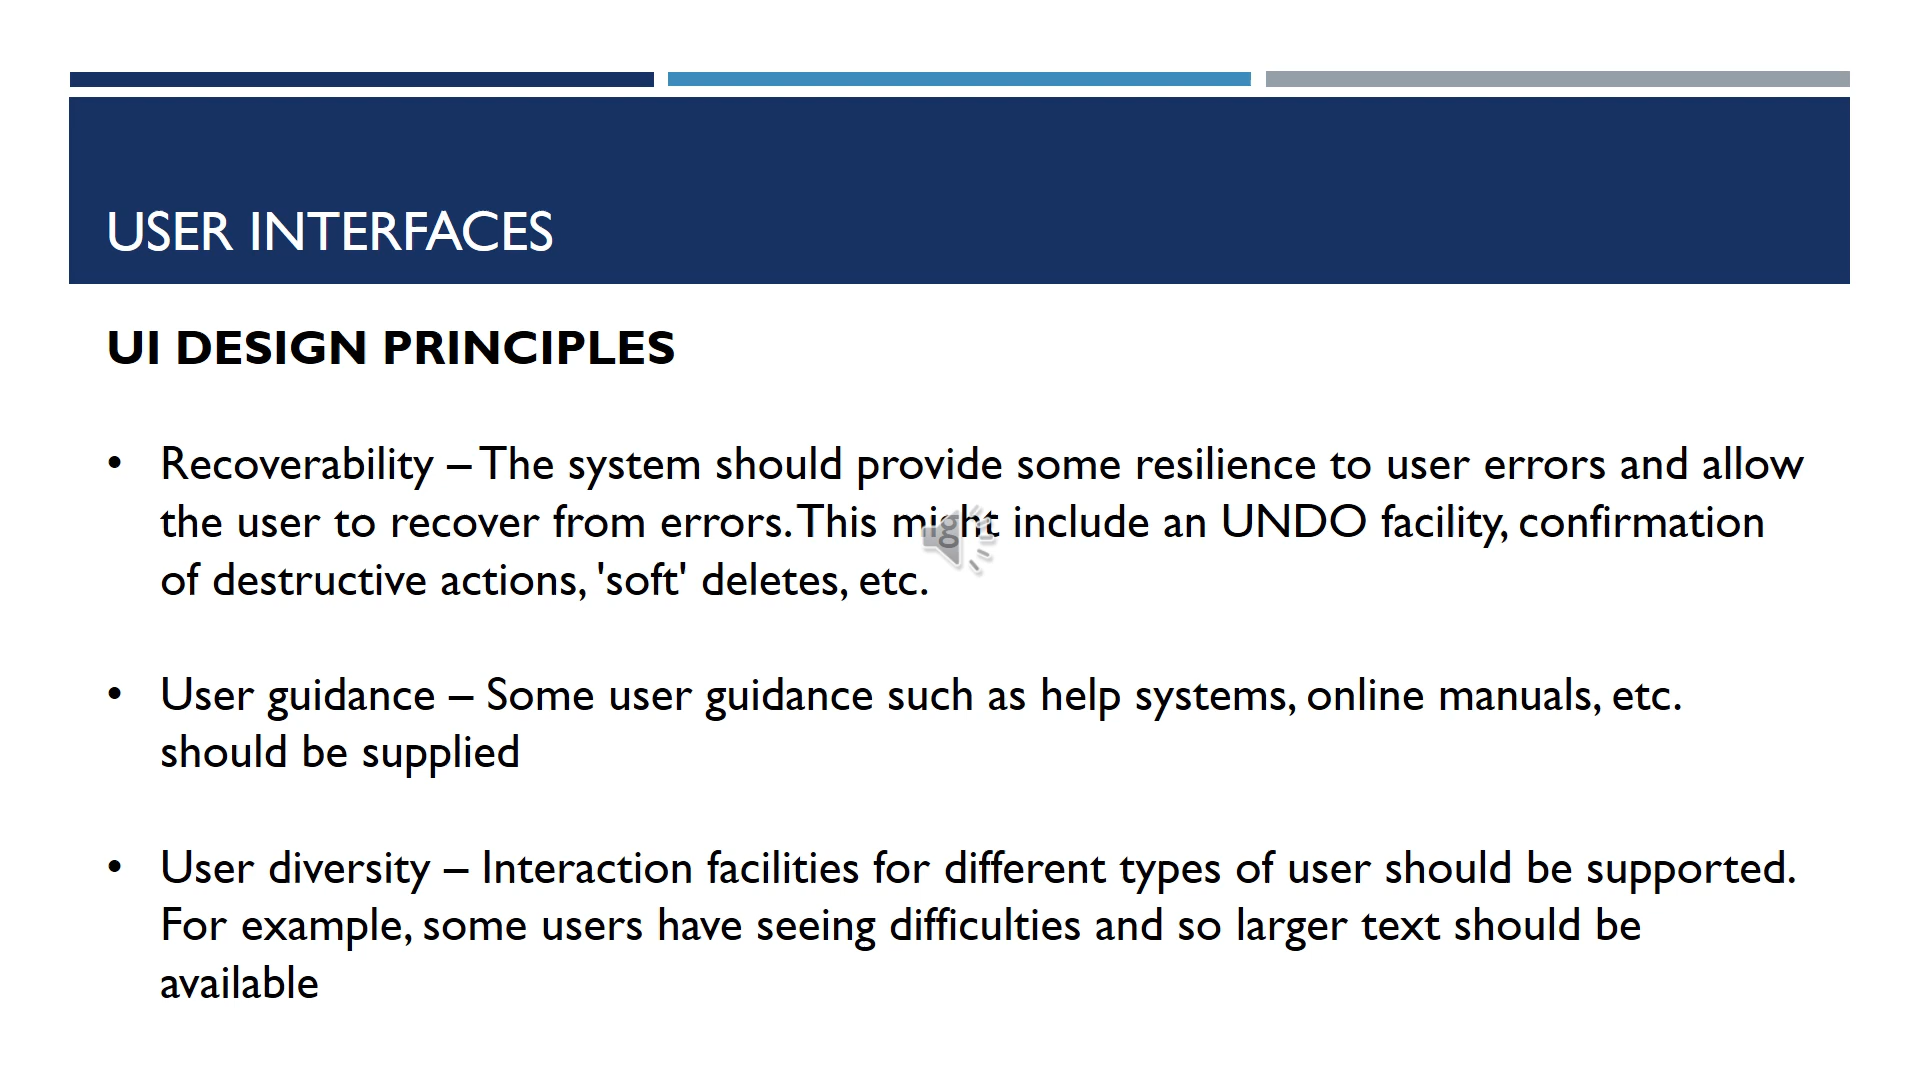 USER INTERFACES
UI DESIGN PRINCIPLES
• Recoverability – The system should provide some resilience to user errors and allow
the user to recover from errors. This might include an UNDO facility, confirmation
of destructive actions, 'soft' deletes, etc.
• User guidance – Some user guidance such as help systems, online manuals, etc.
should be supplied
• User diversity – Interaction facilities for different types of user should be supported.
For example, some users have seeing difficulties and so larger text should be
available